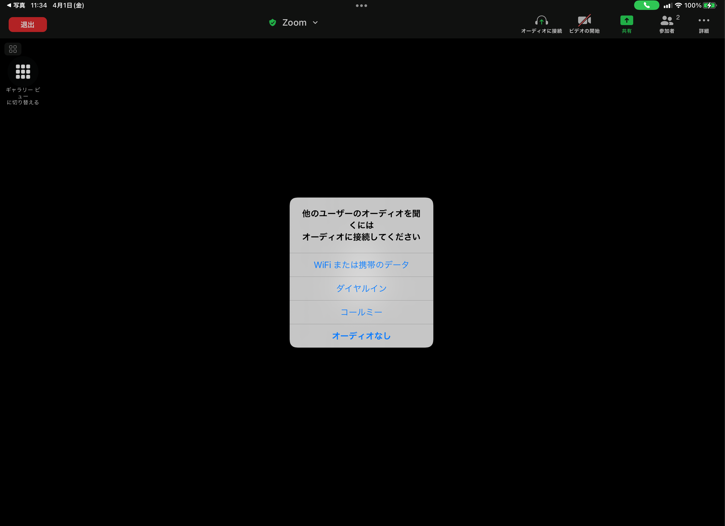 ◀ 写真 11:34 4月1日(金)
100%
退出
Zoom
オーディオに接続
ビデオの開始
共有
2
参加者
詳細
ギャラリー ビ
ュー
に切り替える
他のユーザーのオーディオを聞
くには
オーディオに接続してください
WiFi または携帯のデータ
ダイヤルイン
コールミー
オーディオなし